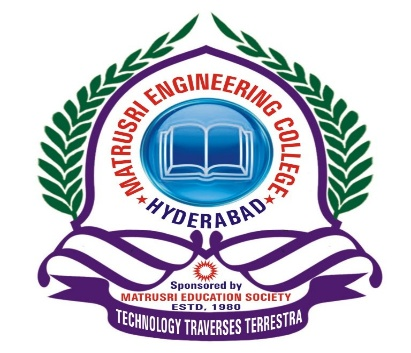 MATRUSRI ENGINEERING COLLEGE
HYDERABAD
Sponsored by
MATRUSRI EDUCATION SOCIETY
ESTD, 1980
TECHNOLOGY TRAVERSES TERRESTRA